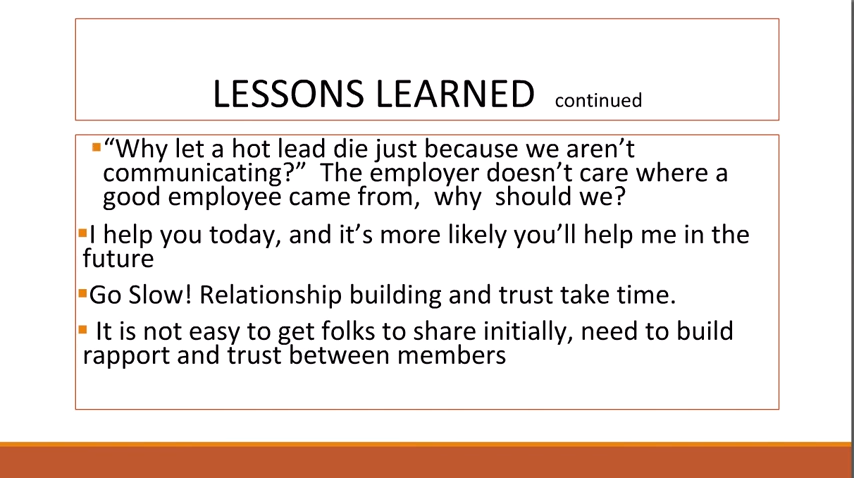 LESSONS LEARNED continued
▪“Why let a hot lead die just because we aren’t
communicating?”  The employer doesn’t care where a
good employee came from,  why  should we?
▪I help you today, and it’s more likely you’ll help me in the
future
▪Go Slow! Relationship building and trust take time.
▪ It is not easy to get folks to share initially, need to build
rapport and trust between members